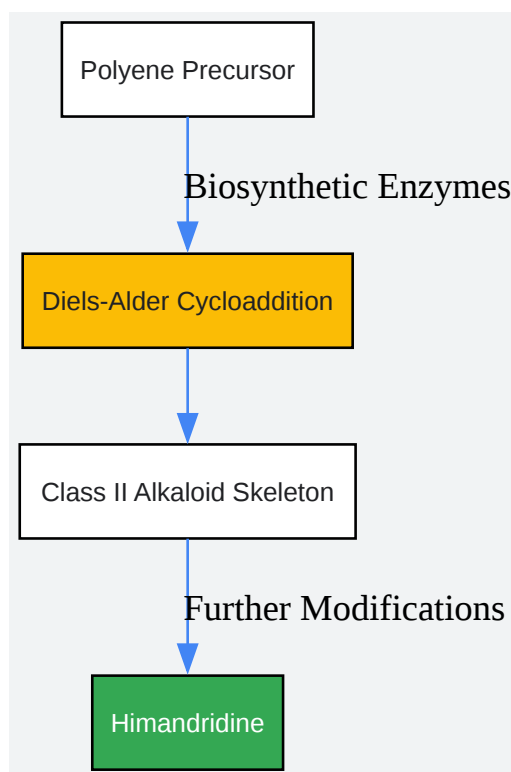 Polyene Precursor
Biosynthetic Enzymes
Diels-Alder Cycloaddition
Class II Alkaloid Skeleton
Further Modifications
Himandridine